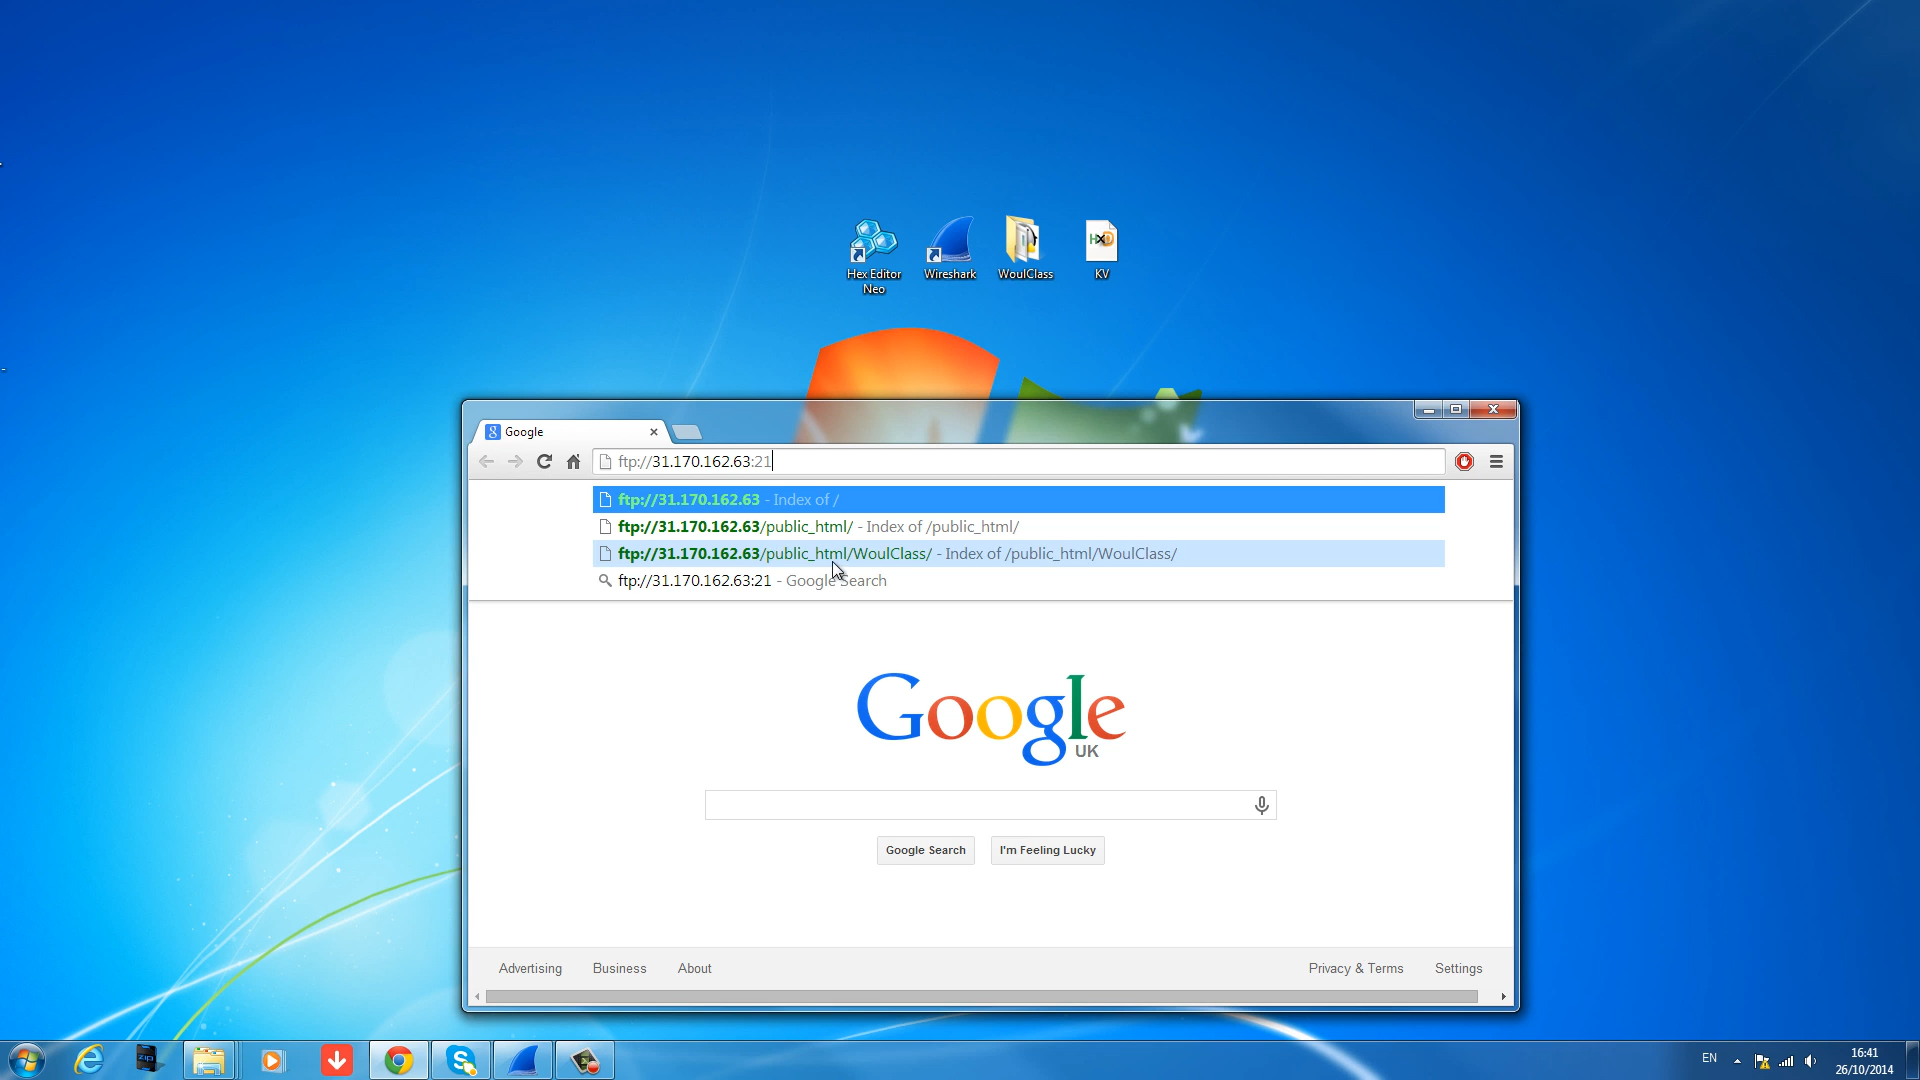 Hex Editor
Neo
Wireshark
WoulClass
HxD
KV
Google
ftp://31.170.162.63:21
ftp://31.170.162.63 - Index of /
ftp://31.170.162.63/public_html/ - Index of /public_html/
ftp://31.170.162.63/public_html/WoulClass/ - Index of /public_html/WoulClass/
ftp://31.170.162.63:21 - Google Search
Google
UK
Google Search
I'm Feeling Lucky
Advertising
Business
About
Privacy & Terms
Settings
ZIP
EN
16:41
26/10/2014